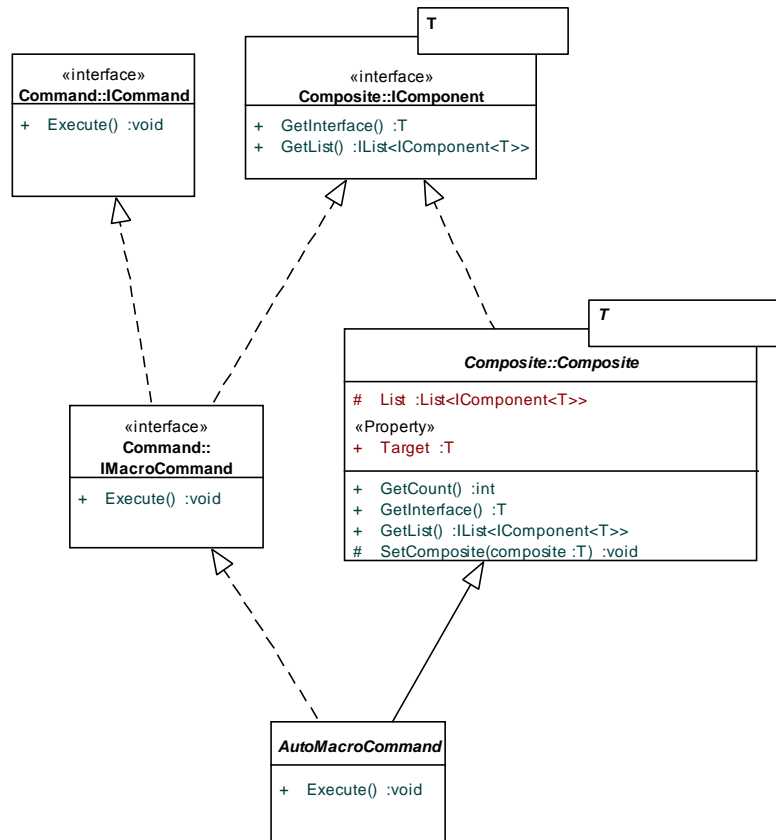 T
«interface»
Command::ICommand
+ Execute() :void
«interface»
Composite::IComponent
+ GetInterface() :T
+ GetList() :IList<IComponent<T>>
T
Composite::Composite
# List :List<IComponent<T>>
«Property»
+ Target :T
+ GetCount() :int
+ GetInterface() :T
+ GetList() :IList<IComponent<T>>
# SetComposite(composite :T) :void
«interface»
Command::
IMacroCommand
+ Execute() :void
AutoMacroCommand
+ Execute() :void